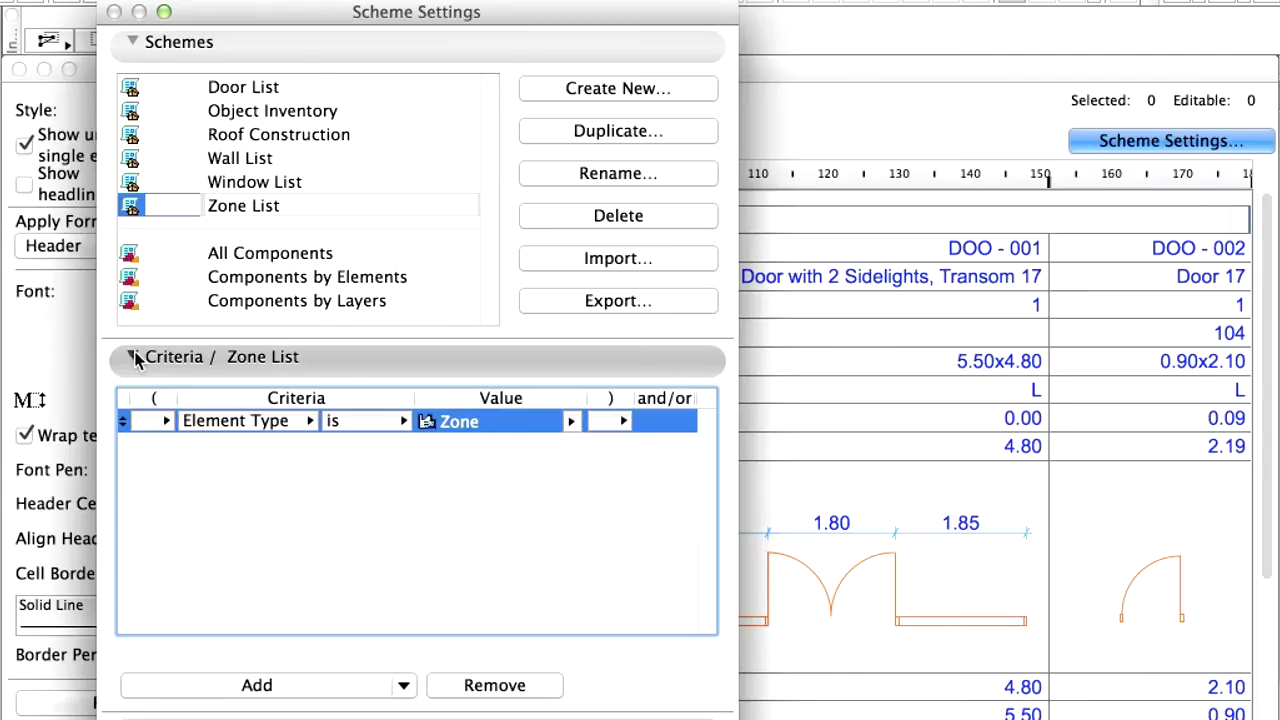 Scheme Settings
Schemes
Door List
Object Inventory
Roof Construction
Wall List
Window List
Zone List
All Components
Components by Elements
Components by Layers
Create New...
Duplicate...
Rename...
Delete
Import...
Export...
Criteria / Zone List
( Criteria Value ) and/or
Element Type is Zone
Add Remove
Style:
Show
single
Show
headlin
Apply Form
Header
Font:
M
Wrap te
Font Pen:
Header Ce
Align Head
Cell Borde
Solid Line
Border Pen
Selected: 0 Editable: 0
Scheme Settings...
110 120 130 140 150 160 170
DOO - 001 DOO - 002
Door with 2 Sidelights, Transom 17 Door 17
1 1
104
5.50x4.80 0.90x2.10
L L
0.00 0.09
4.80 2.19
1.80 1.85
4.80 2.10
5.50 0.90